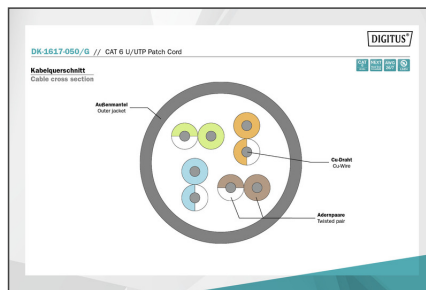 DIGITUS®
DK-1617-050/G // CAT 6 U/UTP Patch Cord
Kabelquerschnitt
Cable cross section
Außenmantel
Outer jacket
Cu-Draht
Cu-Wire
Adernpaare
Twisted pair